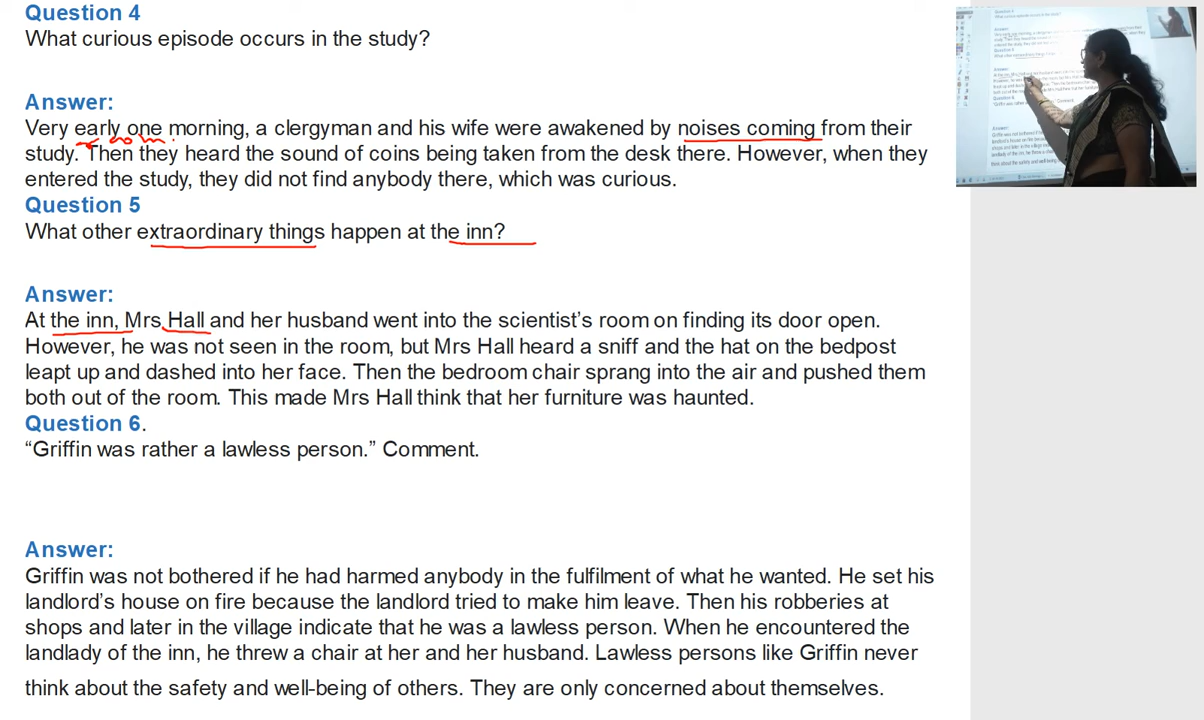 Question 4
What curious episode occurs in the study?
Answer:
Very early one morning, a clergyman and his wife were awakened by noises coming from their
study. Then they heard the sound of coins being taken from the desk there. However, when they
entered the study, they did not find anybody there, which was curious.
Question 5
What other extraordinary things happen at the inn?
Answer:
At the inn, Mrs Hall and her husband went into the scientist's room on finding its door open.
However, he was not seen in the room, but Mrs Hall heard a sniff and the hat on the bedpost
leapt up and dashed into her face. Then the bedroom chair sprang into the air and pushed them
both out of the room. This made Mrs Hall think that her furniture was haunted.
Question 6.
“Griffin was rather a lawless person.” Comment.
Answer:
Griffin was not bothered if he had harmed anybody in the fulfilment of what he wanted. He set his
landlord's house on fire because the landlord tried to make him leave. Then his robberies at
shops and later in the village indicate that he was a lawless person. When he encountered the
landlady of the inn, he threw a chair at her and her husband. Lawless persons like Griffin never
think about the safety and well-being of others. They are only concerned about themselves.